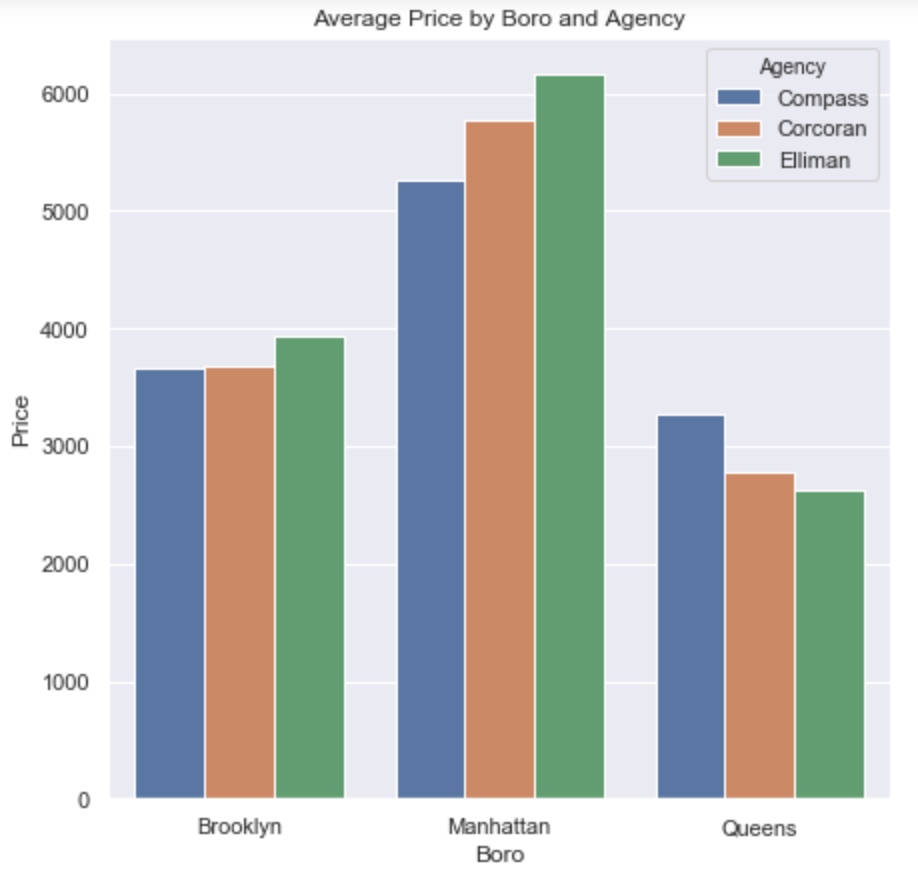 Average Price by Boro and Agency
Agency
Compass
Corcoran
Elliman
6000
5000
4000
3000
2000
1000
0
Price
Brooklyn Manhattan Queens
Boro